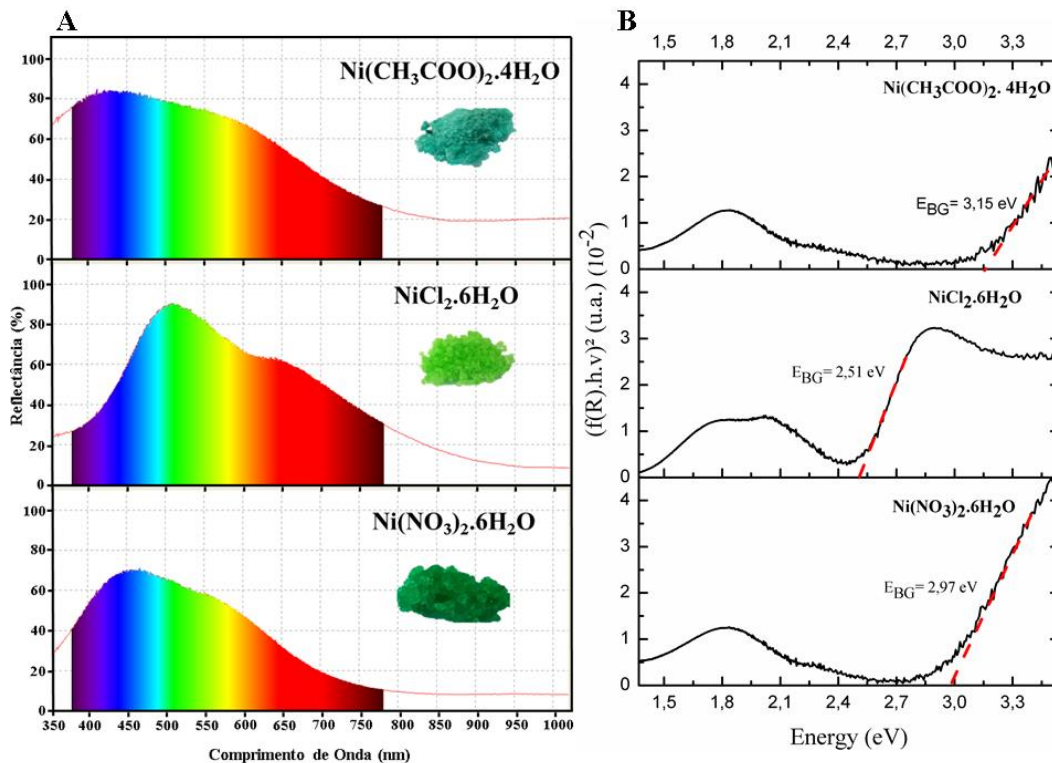 A
Ni(CH₃COO)₂.4H₂O
100
80
60
40
20
0
NiCl₂.6H₂O
100
80
60
40
20
0
Ni(NO₃)₂.6H₂O
100
80
60
40
20
0
Reflectância (%)
350 400 450 500 550 600 650 700 750 800 850 900 950 1000
Comprimento de Onda (nm)
B
1,5 1,8 2,1 2,4 2,7 3,0 3,3
Ni(CH₃COO)₂. 4H₂O
4
3
2
1
0
E_BG= 3,15 eV
NiCl₂.6H₂O
4
3
2
1
0
E_BG= 2,51 eV
Ni(NO₃)₂.6H₂O
4
3
2
1
0
E_BG= 2,97 eV
(f(R).h.v)² (u.a.) (10⁻²)
1,5 1,8 2,1 2,4 2,7 3,0 3,3
Energy (eV)